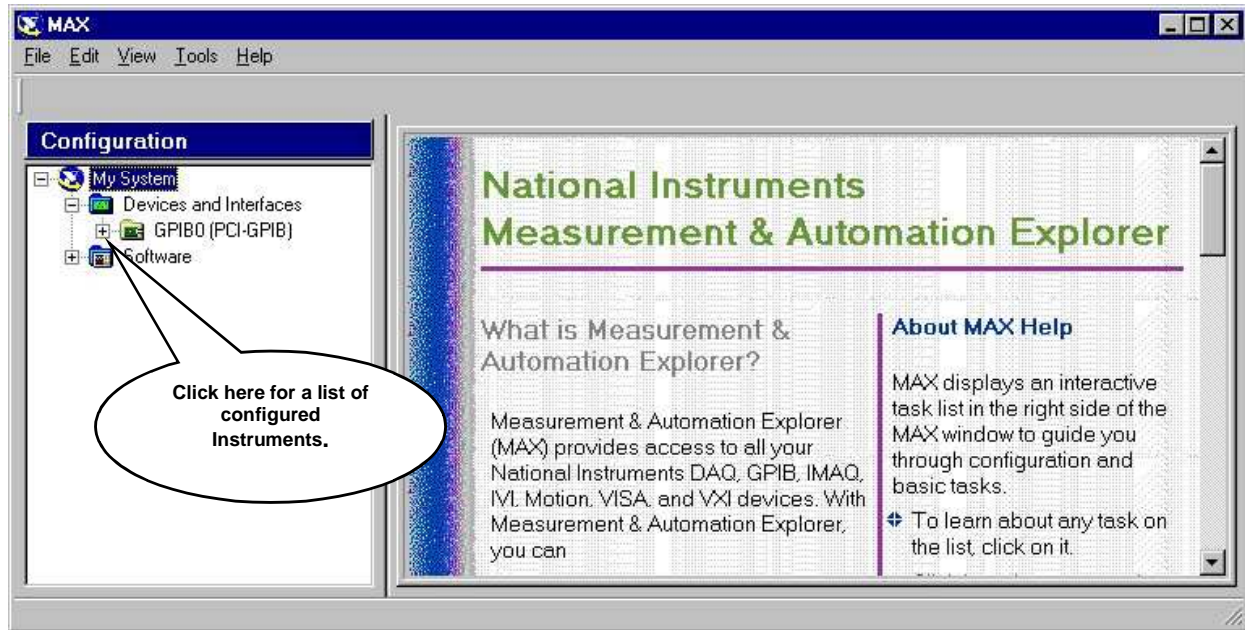 MAX
File Edit View Tools Help
Configuration
My System
Devices and Interfaces
GPIB0 (PCI-GPIB)
Software
Click here for a list of
configured
Instruments.
National Instruments
Measurement & Automation Explorer
What is Measurement &
Automation Explorer?
Measurement & Automation Explorer
(MAX) provides access to all your
National Instruments DAQ, GPIB, IMAQ,
IVI, Motion, VISA, and VXI devices. With
Measurement & Automation Explorer,
you can
About MAX Help
MAX displays an interactive
task list in the right side of the
MAX window to guide you
through configuration and
basic tasks.
To learn about any task on
the list, click on it.